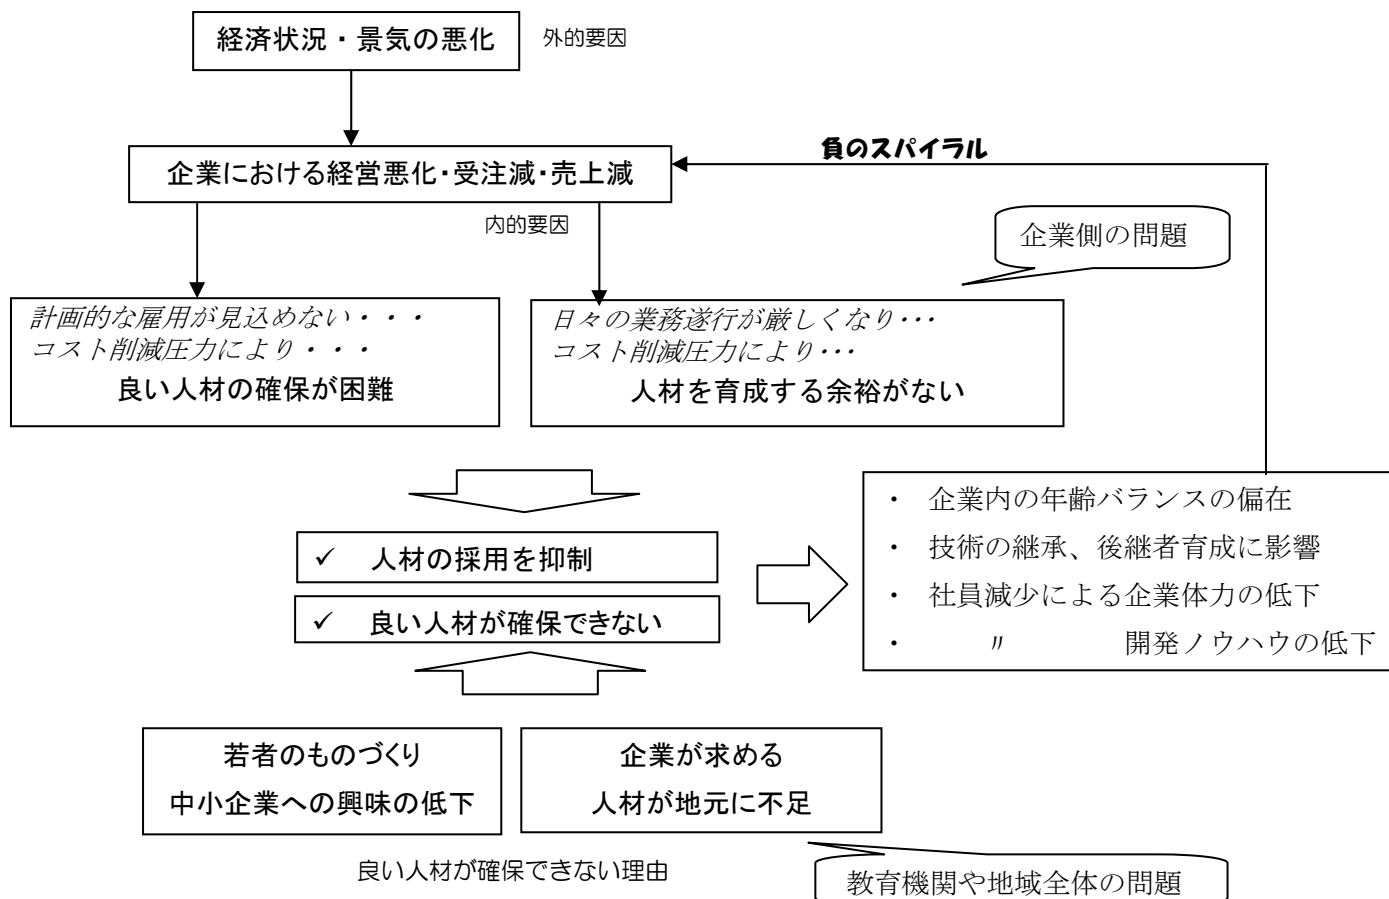 経済状況・景気の悪化
外的要因
負のスパイラル
企業における経営悪化・受注減・売上減
内的要因
企業側の問題
計画的な雇用が見込めない・・・
コスト削減圧力により・・・
良い人材の確保が困難
日々の業務遂行が厳しくなり・・・
コスト削減圧力により・・・
人材を育成する余裕がない
✓ 人材の採用を抑制
✓ 良い人材が確保できない
・ 企業内の年齢バランスの偏在
・ 技術の継承、後継者育成に影響
・ 社員減少による企業体力の低下
・ 〃 開発ノウハウの低下
若者のものづくり
中小企業への興味の低下
企業が求める
人材が地元に不足
良い人材が確保できない理由
教育機関や地域全体の問題